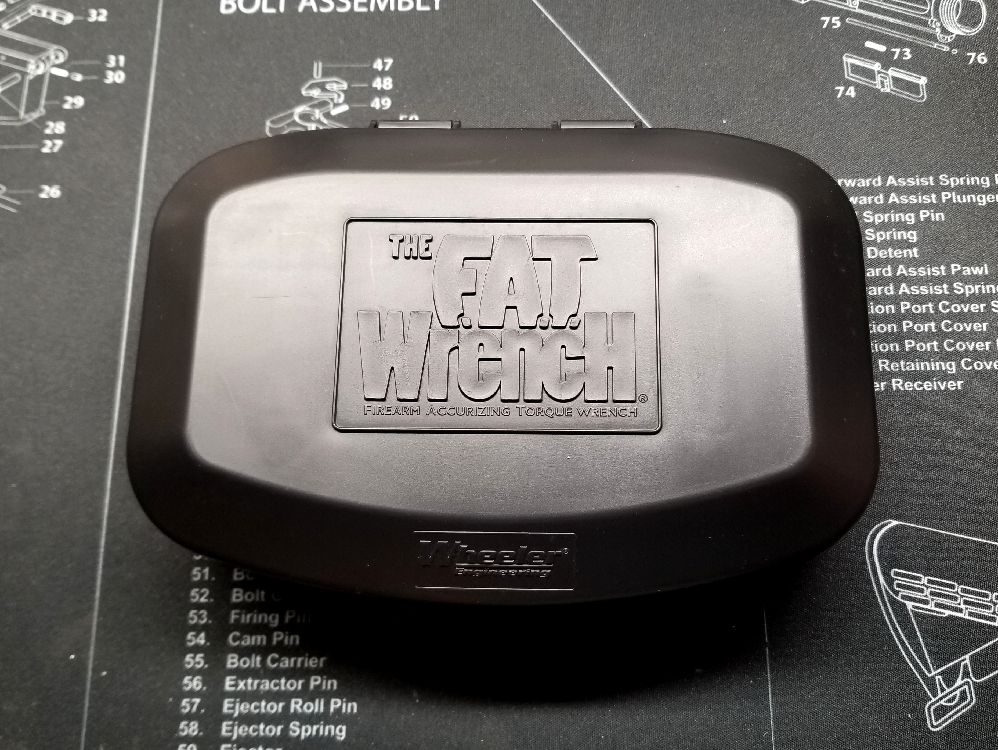 BOLT ASSEMBLY
32
31
30
29
28
27
26
47
48
49
75
73
76
74
THE
F.A.T.
WrencH®
FIREARM ACCURIZING TORQUE WRENCH
Wheeler®
Engineering
ward Assist Spring
ward Assist Plunger
Spring Pin
Spring
Detent
ard Assist Pawl
ard Assist Spring
tion Port Cover S
tion Port Cover
tion Port Cover
Retaining Cove
er Receiver
51.
52. Bolt
53. Firing Pin
54. Cam Pin
55. Bolt Carrier
56. Extractor Pin
57. Ejector Roll Pin
58. Ejector Spring
59. Ejector